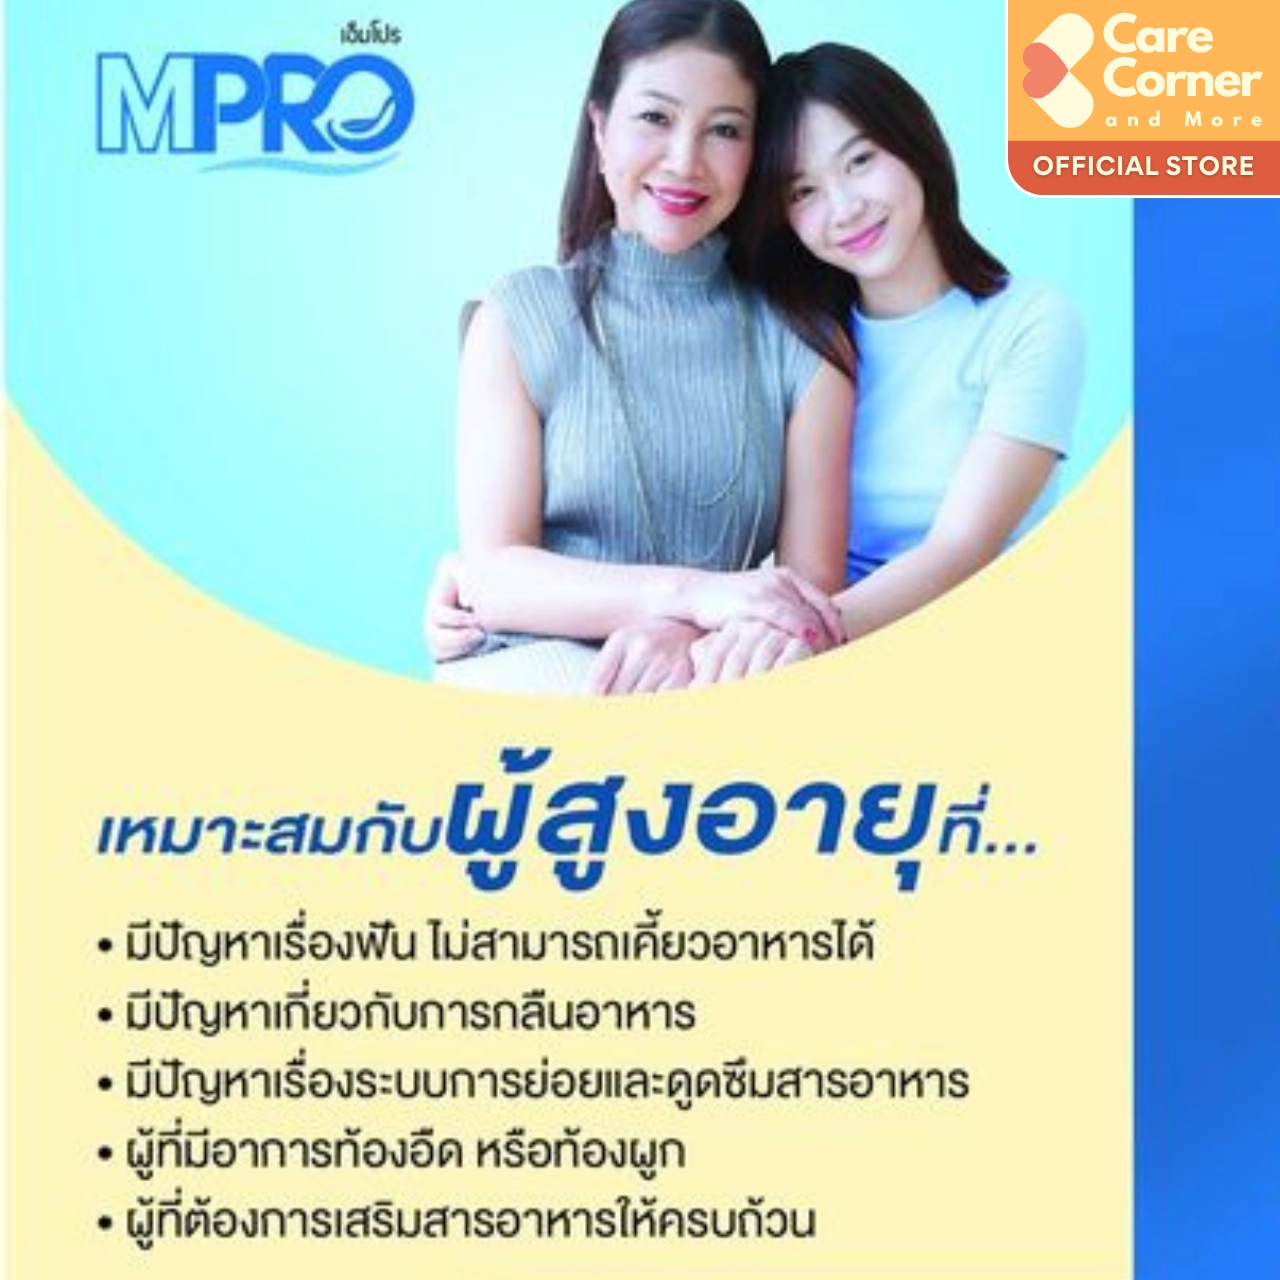 เอ็มโปร
MPRO
Care
Corner
and More
OFFICIAL STORE
เหมาะสมกับผู้สูงอายุที่...
• มีปัญหาเรื่องฟัน ไม่สามารถเคี้ยวอาหารได้
• มีปัญหาเกี่ยวกับการกลืนอาหาร
• มีปัญหาเรื่องระบบการย่อยและดูดซึมสารอาหาร
• ผู้ที่มีอาการท้องอืด หรือท้องผูก
• ผู้ที่ต้องการเสริมสารอาหารให้ครบถ้วน